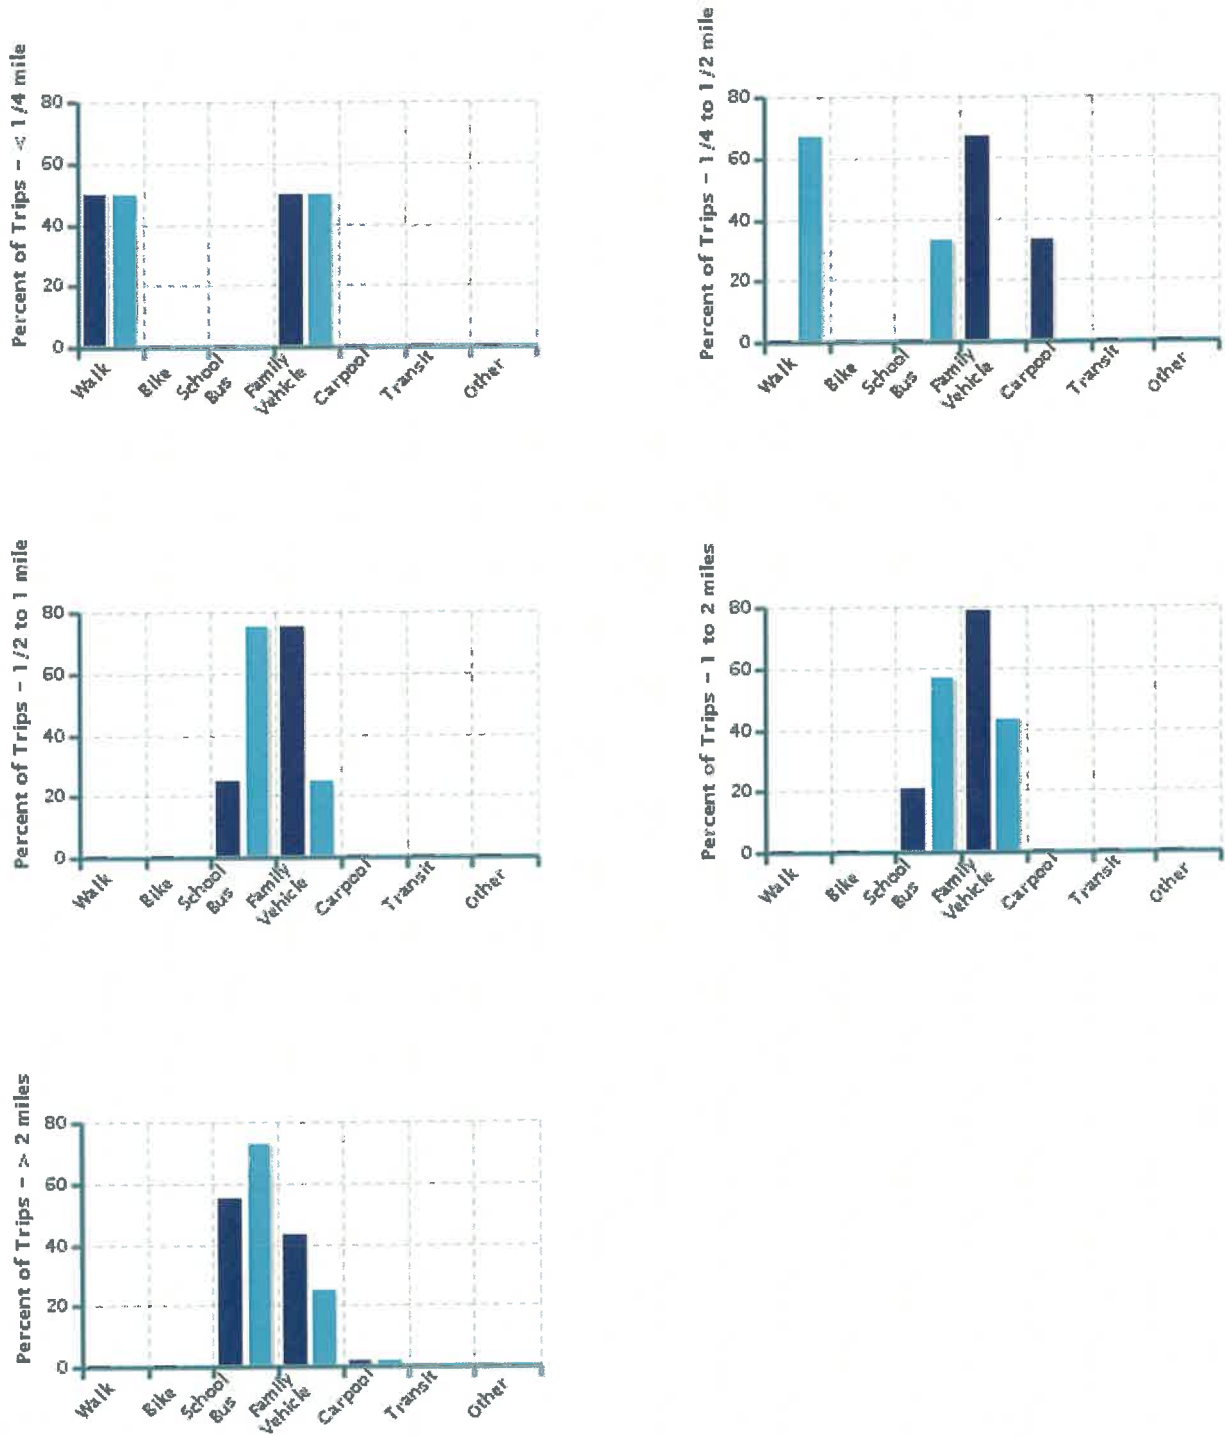 Percent of Trips - < 1/4 mile
80
60
40
20
0
Walk
Bike
School
Bus
Family
Vehicle
Carpool
Transit
Other
Percent of Trips - 1/4 to 1/2 mile
80
60
40
20
0
Walk
Bike
School
Bus
Family
Vehicle
Carpool
Transit
Other
Percent of Trips - 1/2 to 1 mile
80
60
40
20
0
Walk
Bike
School
Bus
Family
Vehicle
Carpool
Transit
Other
Percent of Trips - 1 to 2 miles
80
60
40
20
0
Walk
Bike
School
Bus
Family
Vehicle
Carpool
Transit
Other
Percent of Trips - > 2 miles
80
60
40
20
0
Walk
Bike
School
Bus
Family
Vehicle
Carpool
Transit
Other